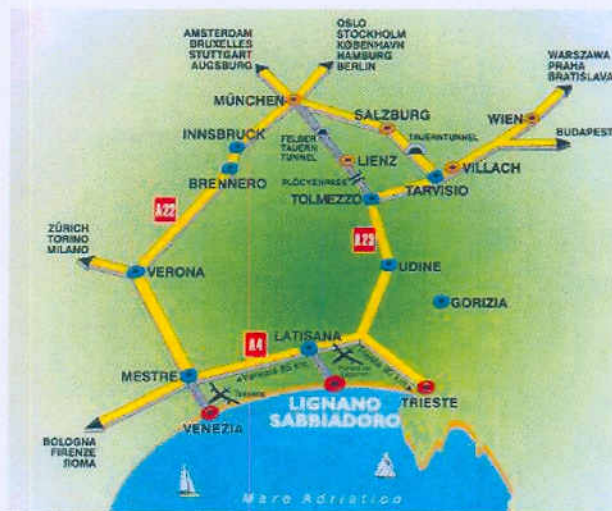 AMSTERDAM
BRUXELLES
STUTTGART
AUGSBURG
OSLO
STOCKHOLM
KØBENHAVN
HAMBURG
BERLIN
WARSZAWA
PRAHA
BRATISLAVA
MÜNCHEN
SALZBURG
WIEN
BUDAPEST
INNSBRUCK
FELBER
TAUERN
TUNNEL
TAUERNTUNNEL
LIENZ
VILLACH
BRENNERO
PLÖCKENPASS
TARVISIO
TOLMEZZO
A22
A23
ZÜRICH
TORINO
MILANO
VERONA
UDINE
GORIZIA
A4
LATISANA
MESTRE
LIGNANO
SABBIADORO
TRIESTE
VENEZIA
BOLOGNA
FIRENZE
ROMA
Mare Adriatico